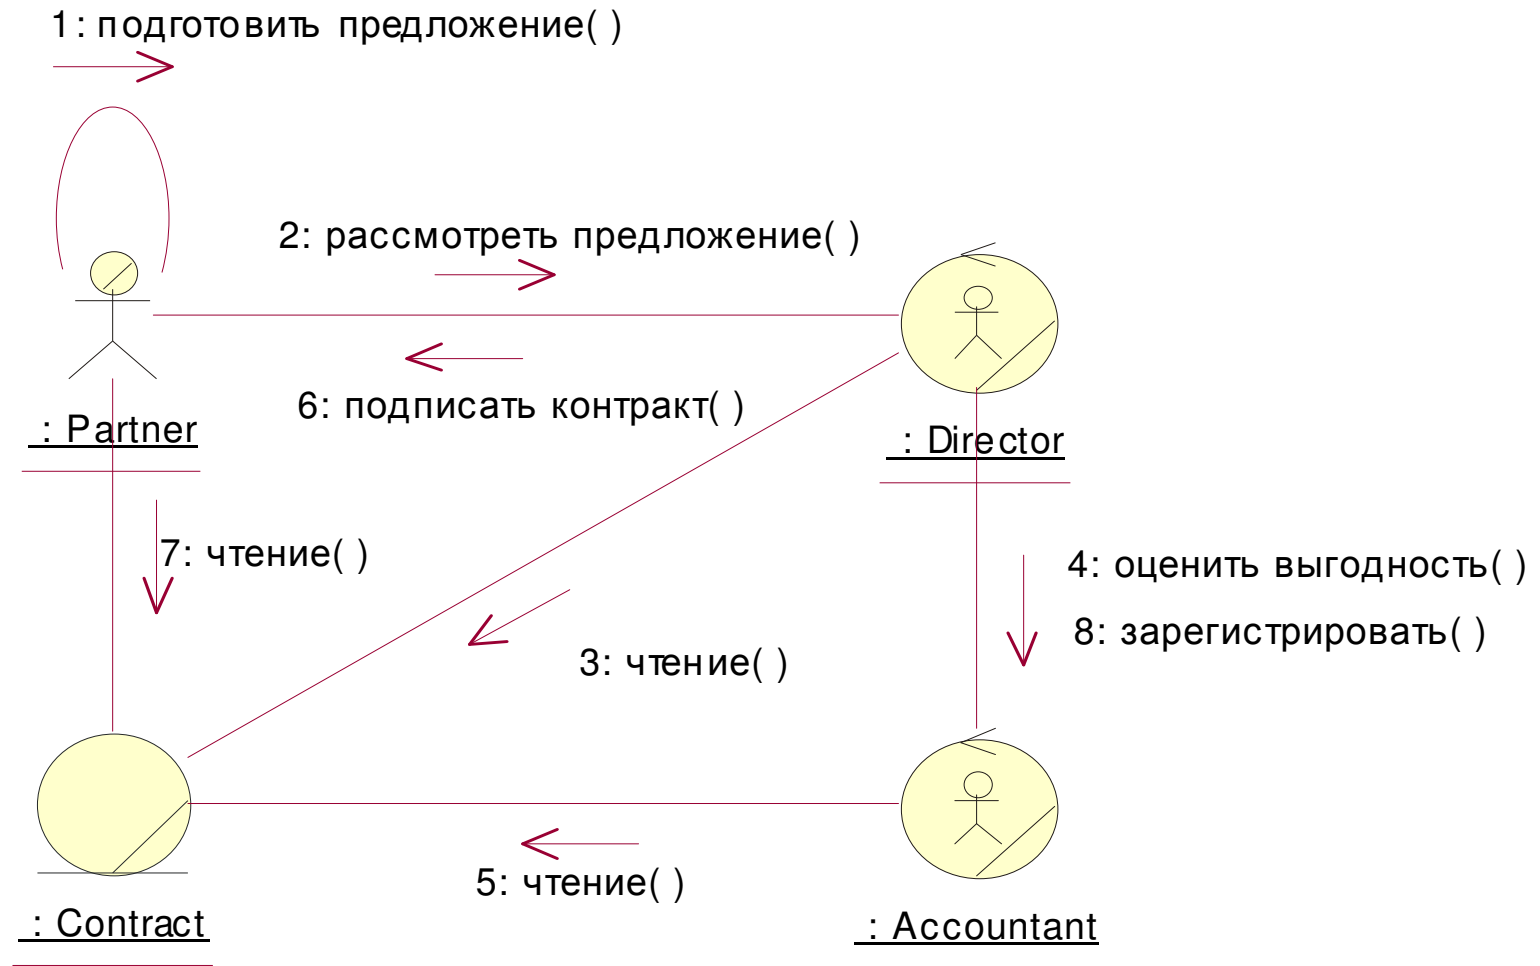 1: подготовить предложение( )
2: рассмотреть предложение( )
6: подписать контракт( )
: Partner
: Director
7: чтение( )
4: оценить выгодность( )
8: зарегистрировать( )
3: чтение( )
5: чтение( )
: Contract
: Accountant